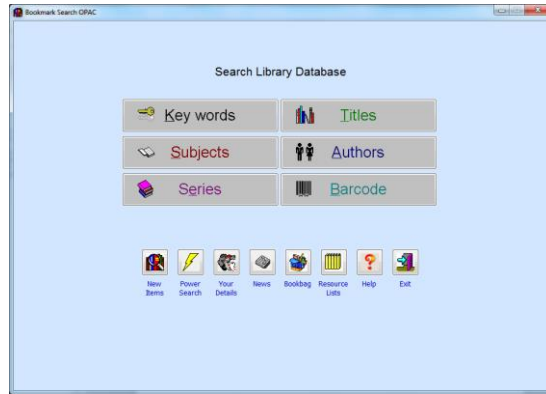 Bookmark Search OPAC
Search Library Database
Key words
Titles
Subjects
Authors
Series
Barcode
New Items
Power Search
Your Details
News
Bookbag
Resource Lists
Help
Exit